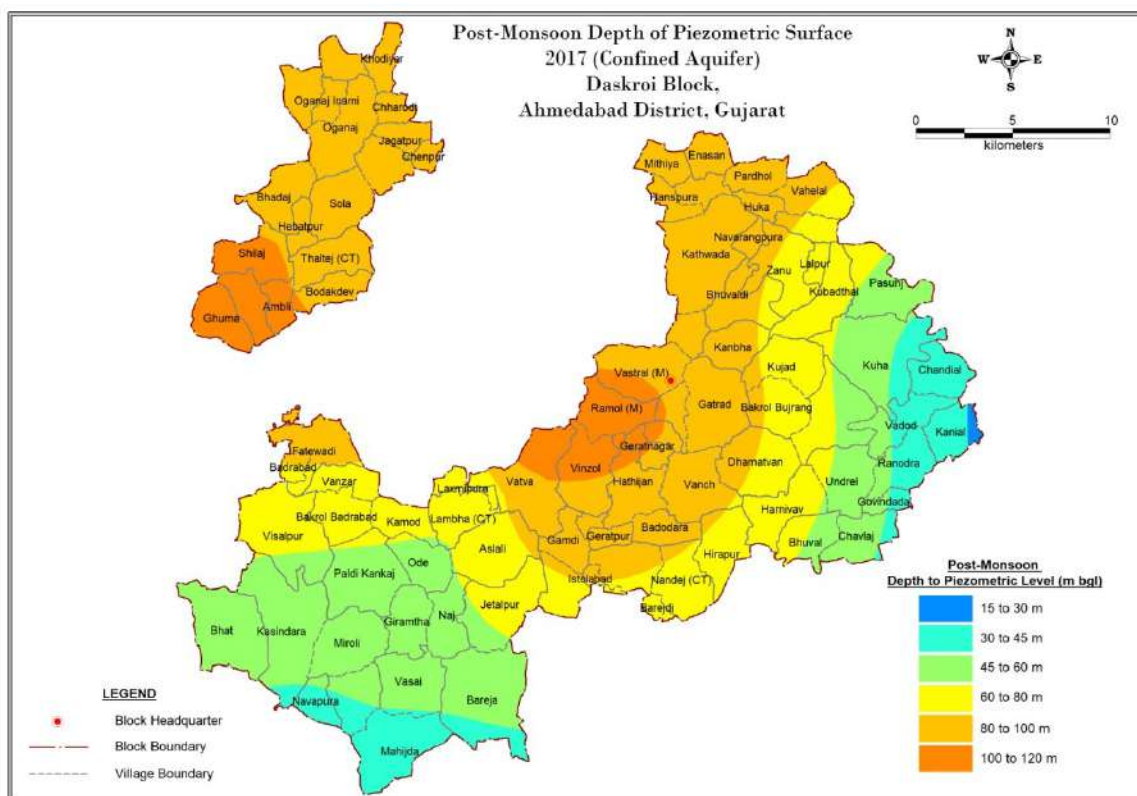 Post-Monsoon Depth of Piezometric Surface
2017 (Confined Aquifer)
Daskroi Block,
Ahmedabad District, Gujarat
N
W E
S
0 5 10
kilometers
Khodiyar
Oganaj Inami
Chharodi
Oganaj
Jagatpur
Chenpur
Bhadaj
Sola
Hebatpur
Shilaj
Thaltej (CT)
Bodakdev
Ambli
Ghuma
Enasan
Mithiya
Pardhol
Vahelal
Hanspura
Huka
Navarangpura
Kathwada
Zanu
Lalpur
Kubadthal
Pasunj
Bhuvaldi
Kanbha
Kujad
Kuha
Chandial
Vastral (M)
Ramol (M)
Gatrad
Bakrol Bujrang
Vadod
Kanial
Geratnagar
Vinzol
Dhamatvan
Ranodra
Fatewadi
Badrabad
Vanzar
Vatva
Hathijan
Vanch
Undrel
Laxmipura
Govindada
Bakrol Badrabad
Kamod
Lambha (CT)
Visalpur
Badodara
Harnivav
Gamdi
Geratpur
Bhuval
Chavlaj
Aslali
Hirapur
Ode
Paldi Kankaj
Istolabad
Nandej (CT)
Jetalpur
Barejdi
Naj
Giramtha
Bhat
Kasindara
Miroli
Vasai
Bareja
Navapura
Mahijda
LEGEND
Block Headquarter
Block Boundary
Village Boundary
Post-Monsoon
Depth to Piezometric Level (m bgl)
15 to 30 m
30 to 45 m
45 to 60 m
60 to 80 m
80 to 100 m
100 to 120 m